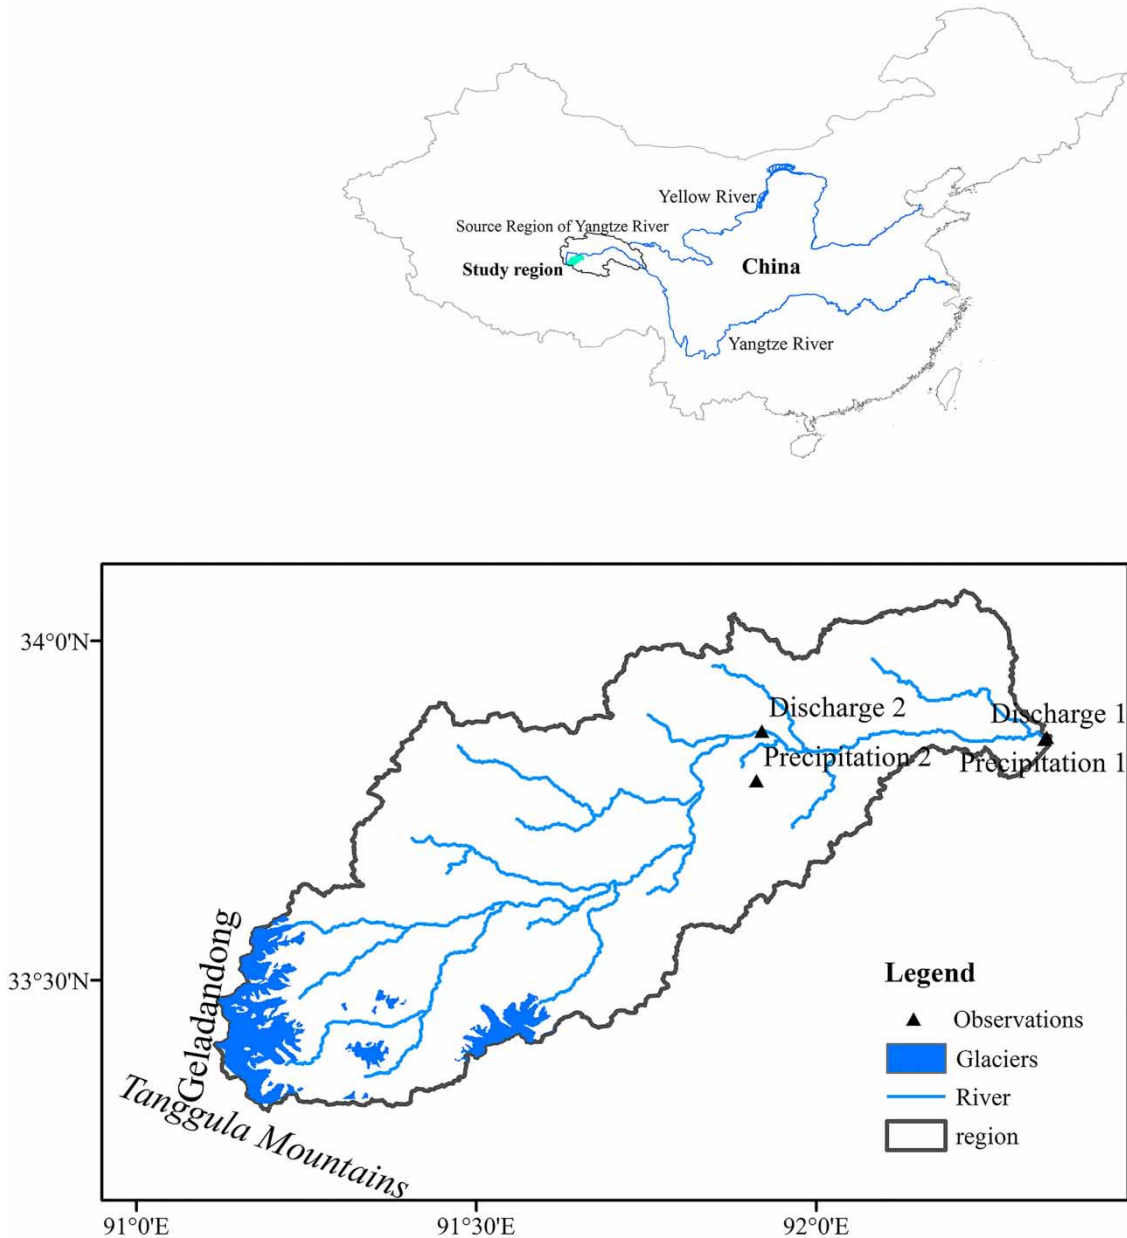 Yellow River
Source Region of Yangtze River
Study region
China
Yangtze River
34°0'N
Discharge 2
Discharge 1
Precipitation 2
Precipitation 1
Geladandong
33°30'N
Legend
Observations
Glaciers
River
region
Tanggula Mountains
91°0'E
91°30'E
92°0'E